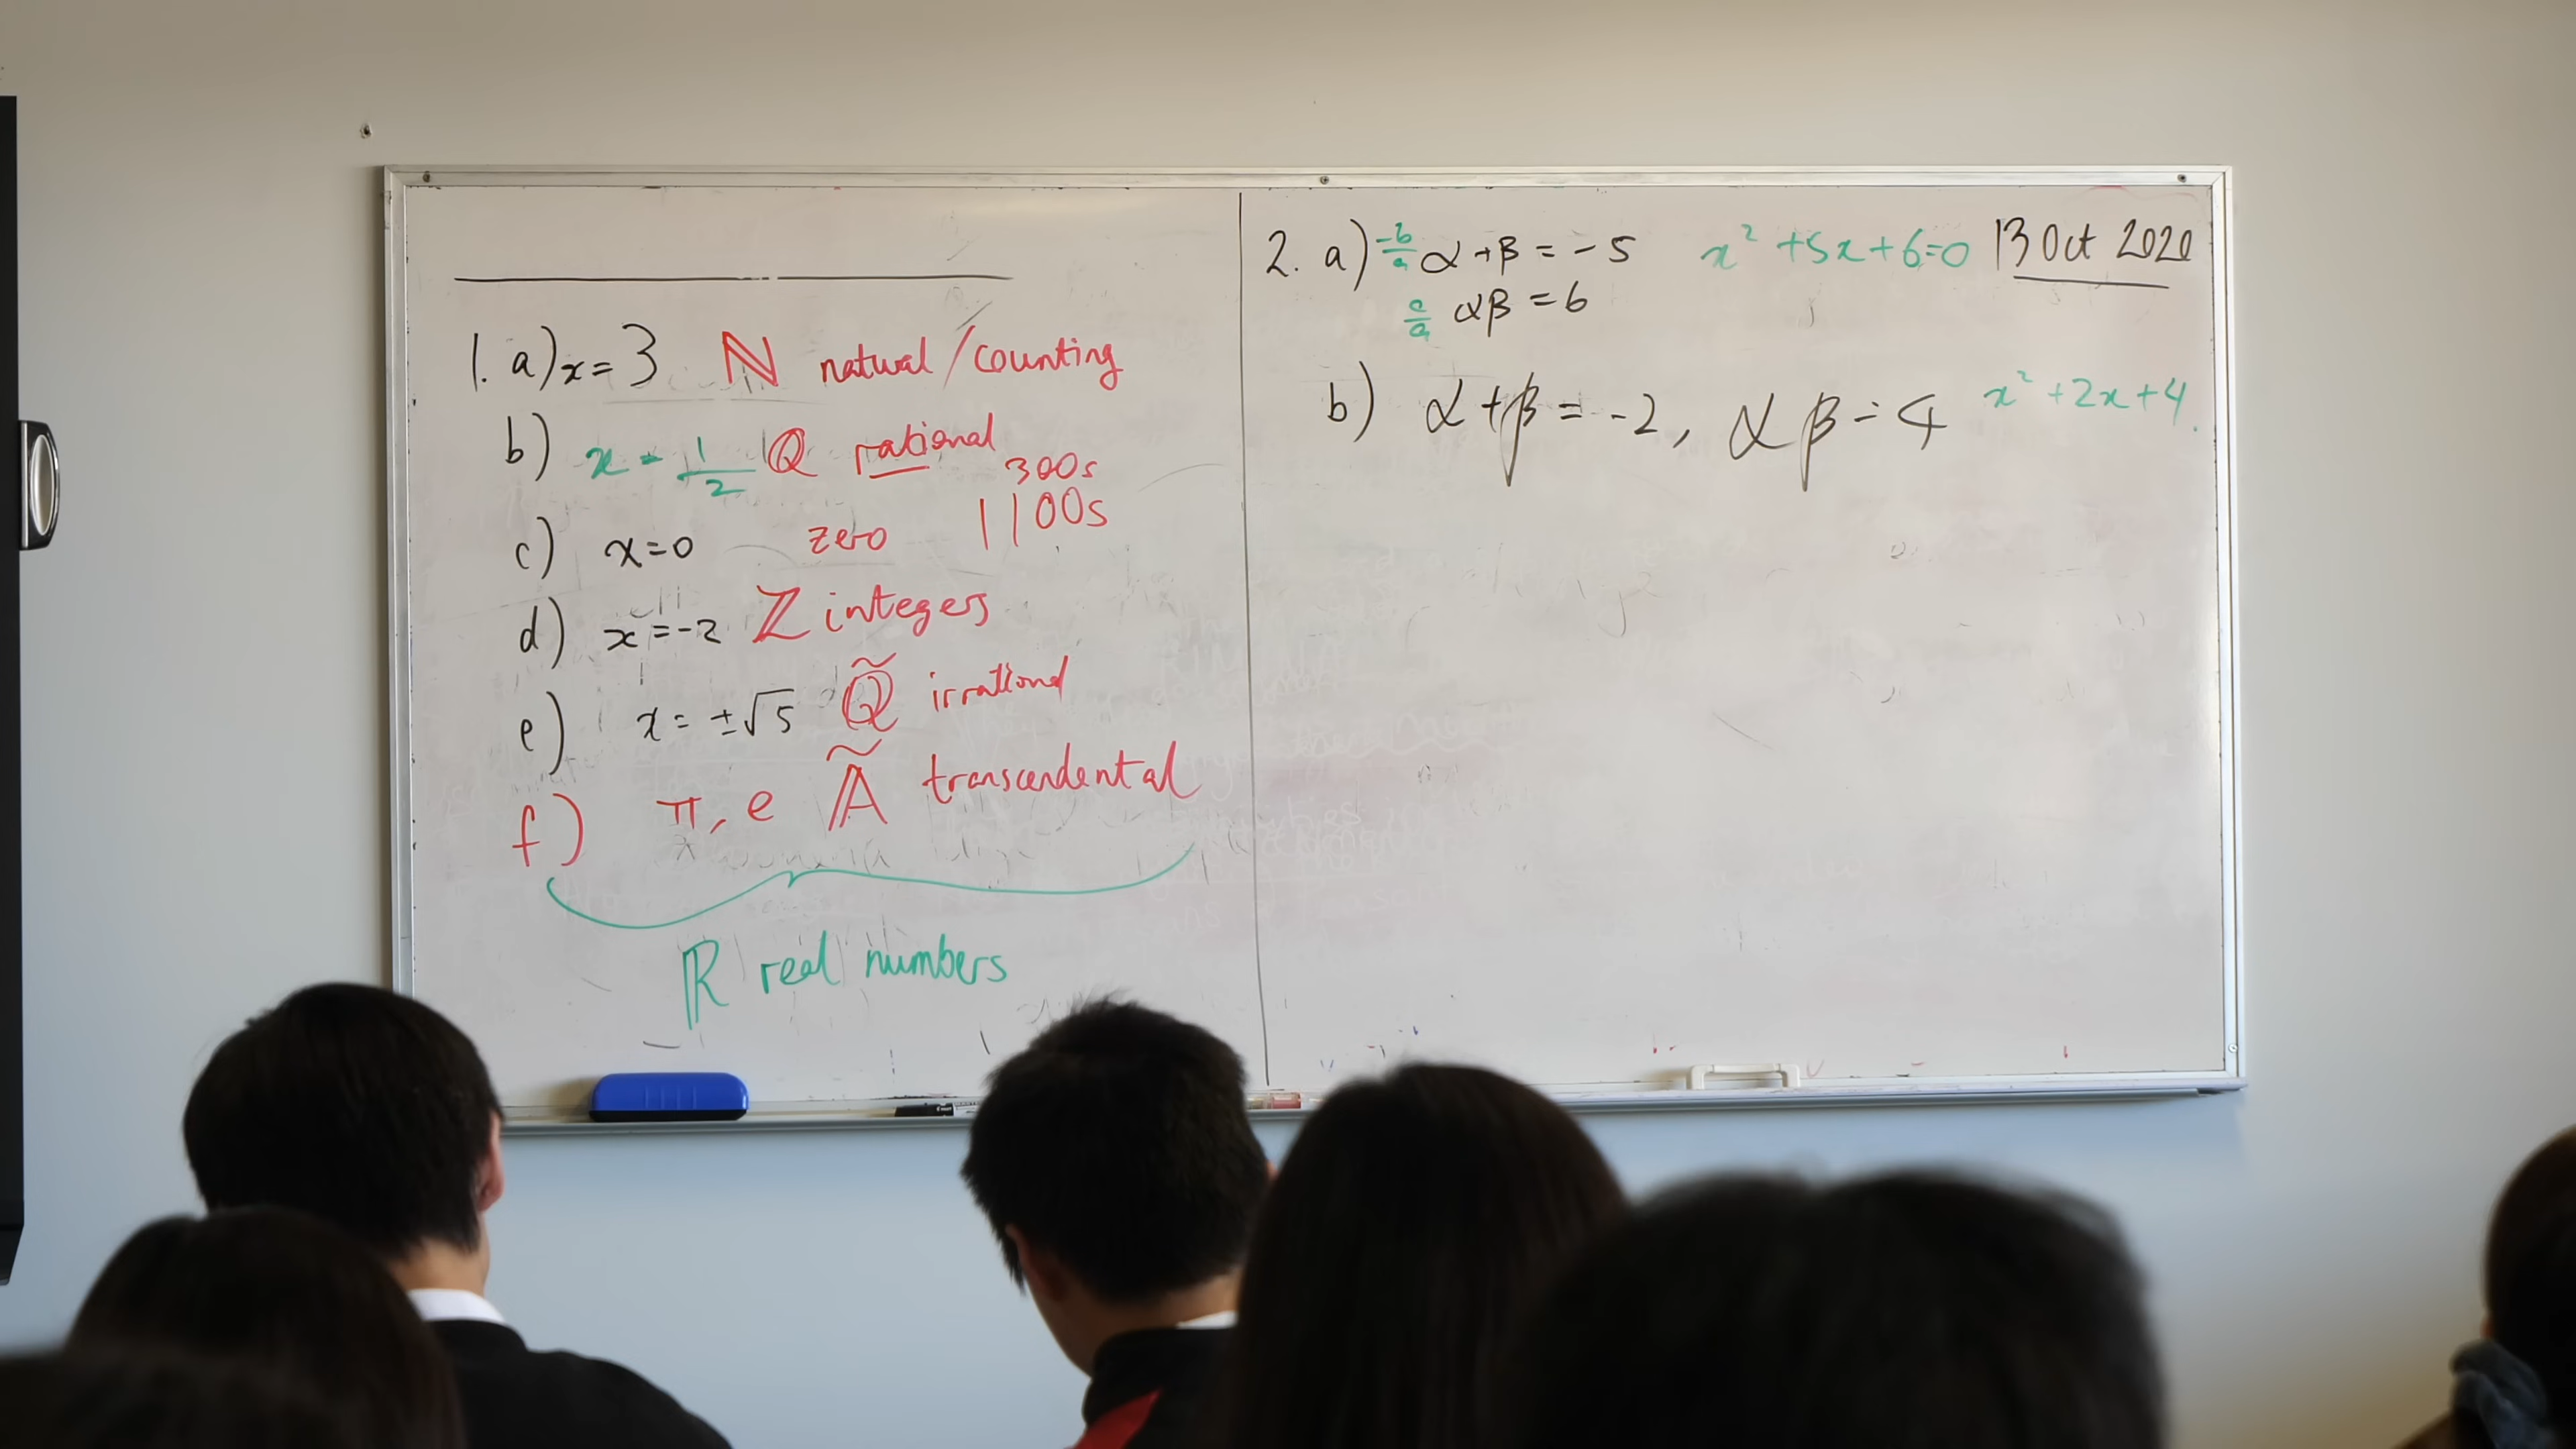 1. a) x = 3 ℕ natural/counting
b) x = 1/2 ℚ rational
300s
1100s
c) x = 0 zero
d) x = -2 ℤ integers
e) x = ±√5 ℚ̃ irrational
f) π, e 𝔸̃ transcendental
ℝ real numbers
2. a) -b/a α + β = -5 x² + 5x + 6 = 0 13 Oct 2020
c/a αβ = 6
b) α + β = -2, αβ = 4 x² + 2x + 4.